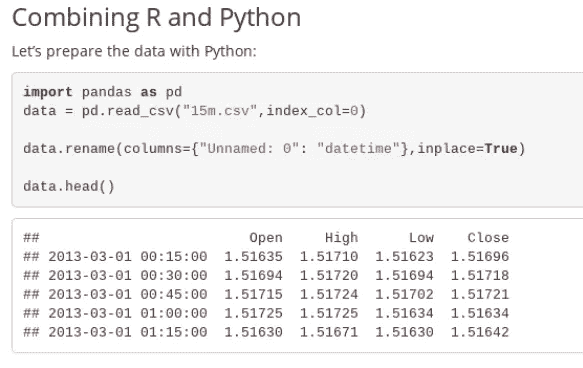 Combining R and Python
Let's prepare the data with Python:
import pandas as pd
data = pd.read_csv("15m.csv",index_col=0)
data.rename(columns={"Unnamed: 0": "datetime"},inplace=True)
data.head()
##                         Open     High      Low    Close
## 2013-03-01 00:15:00  1.51635  1.51710  1.51623  1.51696
## 2013-03-01 00:30:00  1.51694  1.51720  1.51694  1.51718
## 2013-03-01 00:45:00  1.51715  1.51724  1.51702  1.51721
## 2013-03-01 01:00:00  1.51725  1.51725  1.51634  1.51634
## 2013-03-01 01:15:00  1.51630  1.51671  1.51630  1.51642